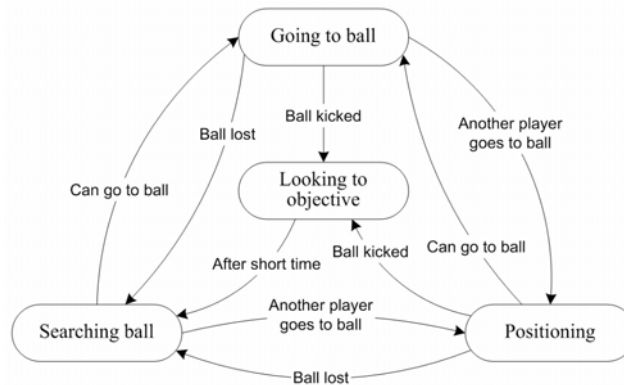 Going to ball
Ball kicked
Another player
goes to ball
Ball lost
Can go to ball
Looking to
objective
Ball kicked
Can go to ball
After short time
Another player
goes to ball
Searching ball
Positioning
Ball lost